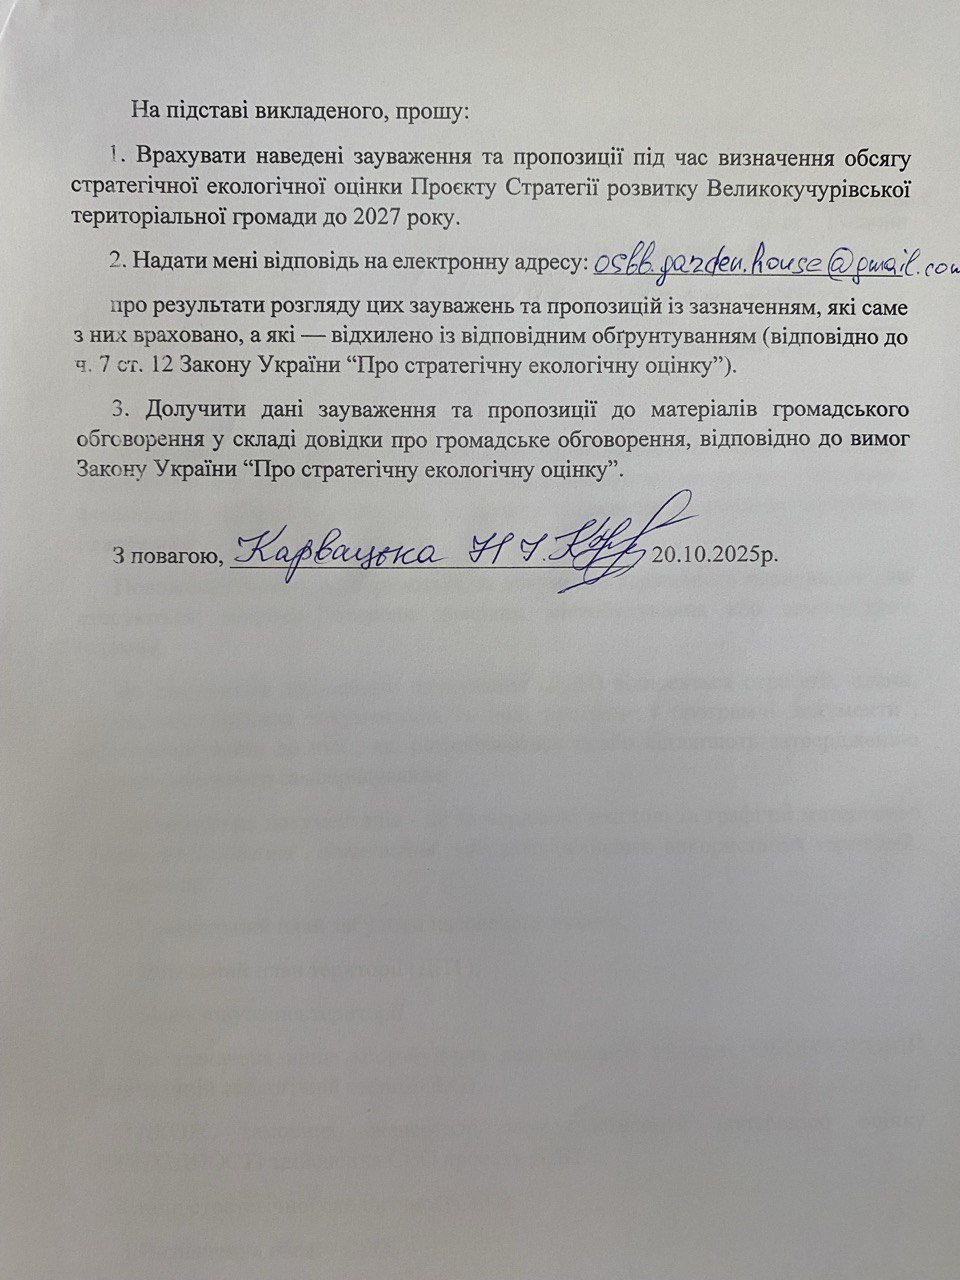 На підставі викладеного, прошу:
1. Врахувати наведені зауваження та пропозиції під час визначення обсягу
стратегічної екологічної оцінки Проєкту Стратегії розвитку Великокучурівської
територіальної громади до 2027 року.
2. Надати мені відповідь на електронну адресу: osbb.garden.house@gmail.com
про результати розгляду цих зауважень та пропозицій із зазначенням, які саме
з них враховано, а які — відхилено із відповідним обґрунтуванням (відповідно до
ч. 7 ст. 12 Закону України “Про стратегічну екологічну оцінку”).
3. Долучити дані зауваження та пропозиції до матеріалів громадського
обговорення у складі довідки про громадське обговорення, відповідно до вимог
Закону України “Про стратегічну екологічну оцінку”.
З повагою, Карвацька Н І. 20.10.2025р.